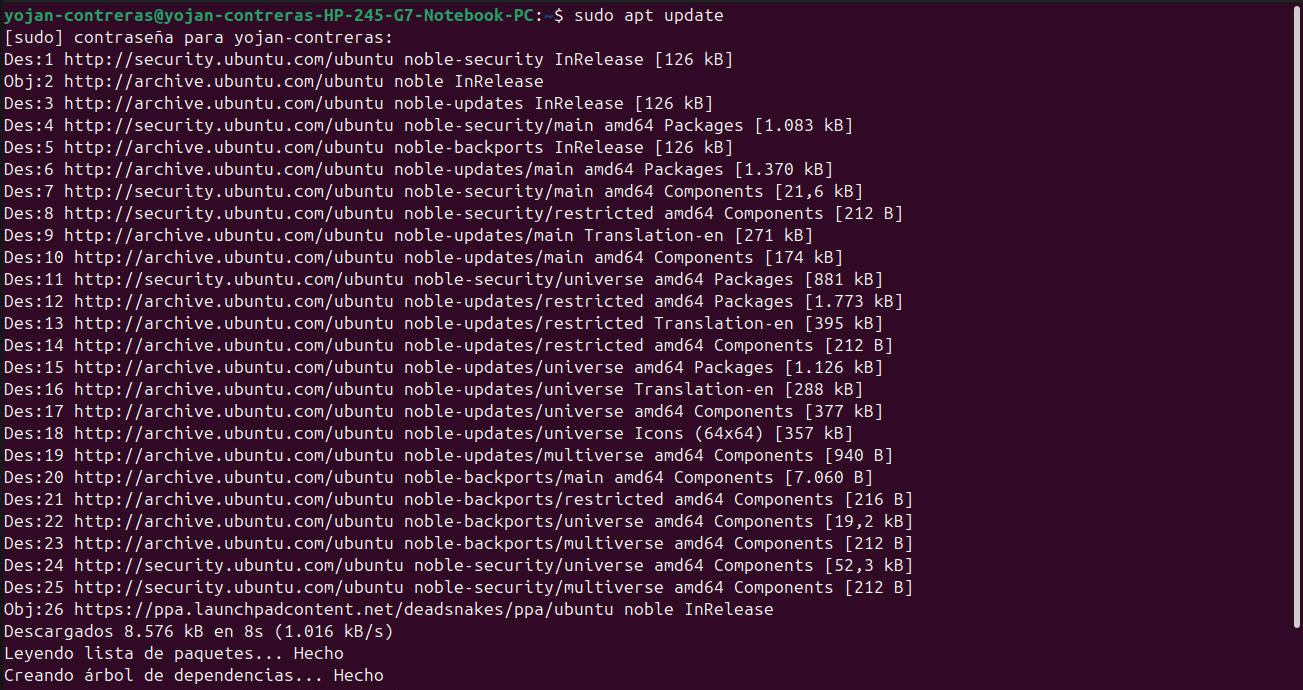 yojan-contreras@yojan-contreras-HP-245-G7-Notebook-PC:~$ sudo apt update
[sudo] contraseña para yojan-contreras:
Des:1 http://security.ubuntu.com/ubuntu noble-security InRelease [126 kB]
Obj:2 http://archive.ubuntu.com/ubuntu noble InRelease
Des:3 http://archive.ubuntu.com/ubuntu noble-updates InRelease [126 kB]
Des:4 http://security.ubuntu.com/ubuntu noble-security/main amd64 Packages [1.083 kB]
Des:5 http://archive.ubuntu.com/ubuntu noble-backports InRelease [126 kB]
Des:6 http://archive.ubuntu.com/ubuntu noble-updates/main amd64 Packages [1.370 kB]
Des:7 http://security.ubuntu.com/ubuntu noble-security/main amd64 Components [21,6 kB]
Des:8 http://security.ubuntu.com/ubuntu noble-security/restricted amd64 Components [212 B]
Des:9 http://archive.ubuntu.com/ubuntu noble-updates/main Translation-en [271 kB]
Des:10 http://archive.ubuntu.com/ubuntu noble-updates/main amd64 Components [174 kB]
Des:11 http://security.ubuntu.com/ubuntu noble-security/universe amd64 Packages [881 kB]
Des:12 http://archive.ubuntu.com/ubuntu noble-updates/restricted amd64 Packages [1.773 kB]
Des:13 http://archive.ubuntu.com/ubuntu noble-updates/restricted Translation-en [395 kB]
Des:14 http://archive.ubuntu.com/ubuntu noble-updates/restricted amd64 Components [212 B]
Des:15 http://archive.ubuntu.com/ubuntu noble-updates/universe amd64 Packages [1.126 kB]
Des:16 http://archive.ubuntu.com/ubuntu noble-updates/universe Translation-en [288 kB]
Des:17 http://archive.ubuntu.com/ubuntu noble-updates/universe amd64 Components [377 kB]
Des:18 http://archive.ubuntu.com/ubuntu noble-updates/universe Icons (64x64) [357 kB]
Des:19 http://archive.ubuntu.com/ubuntu noble-updates/multiverse amd64 Components [940 B]
Des:20 http://archive.ubuntu.com/ubuntu noble-backports/main amd64 Components [7.060 B]
Des:21 http://archive.ubuntu.com/ubuntu noble-backports/restricted amd64 Components [216 B]
Des:22 http://archive.ubuntu.com/ubuntu noble-backports/universe amd64 Components [19,2 kB]
Des:23 http://archive.ubuntu.com/ubuntu noble-backports/multiverse amd64 Components [212 B]
Des:24 http://security.ubuntu.com/ubuntu noble-security/universe amd64 Components [52,3 kB]
Des:25 http://security.ubuntu.com/ubuntu noble-security/multiverse amd64 Components [212 B]
Obj:26 https://ppa.launchpadcontent.net/deadsnakes/ppa/ubuntu noble InRelease
Descargados 8.576 kB en 8s (1.016 kB/s)
Leyendo lista de paquetes... Hecho
Creando árbol de dependencias... Hecho